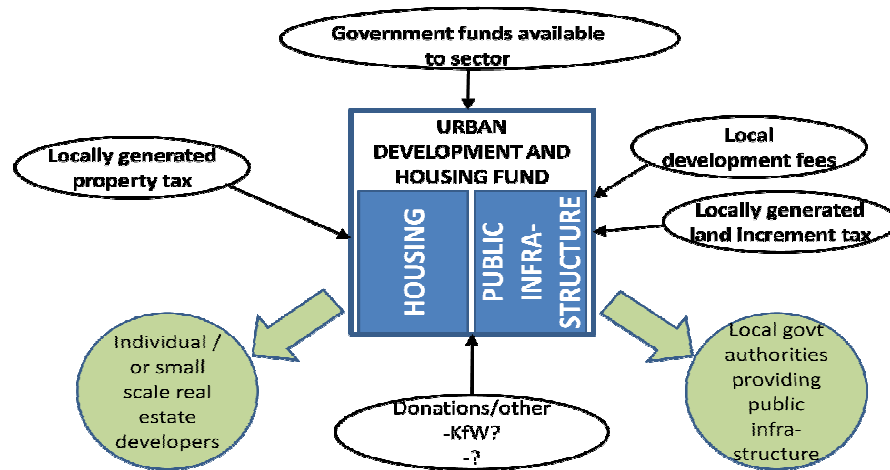 Government funds available
to sector
URBAN
DEVELOPMENT AND
HOUSING FUND
Locally generated
property tax
Local
development fees
Locally generated
land increment tax
HOUSING
PUBLIC
INFRA-
STRUCTURE
Individual /
or small
scale real
estate
developers
Donations/other
-KfW?
-?
Local govt
authorities
providing
public
infra-
structure